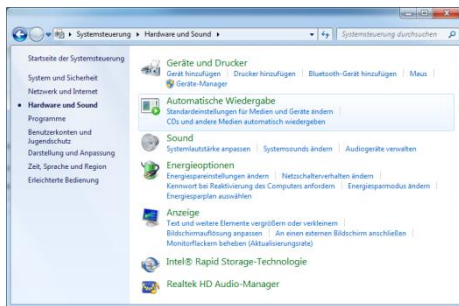 Systemsteuerung ▸ Hardware und Sound ▸
Systemsteuerung durchsuchen
Startseite der Systemsteuerung
System und Sicherheit
Netzwerk und Internet
Hardware und Sound
Programme
Benutzerkonten und
Jugendschutz
Darstellung und Anpassung
Zeit, Sprache und Region
Erleichterte Bedienung
Geräte und Drucker
Gerät hinzufügen | Drucker hinzufügen | Bluetooth-Gerät hinzufügen | Maus |
Geräte-Manager
Automatische Wiedergabe
Standardeinstellungen für Medien und Geräte ändern |
CDs und andere Medien automatisch wiedergeben
Sound
Systemlautstärke anpassen | Systemsounds ändern | Audiogeräte verwalten
Energieoptionen
Energiespareinstellungen ändern | Netzschalterverhalten ändern |
Kennwort bei Reaktivierung des Computers anfordern | Energiesparmodus ändern |
Energiesparplan auswählen
Anzeige
Text und weitere Elemente vergrößern oder verkleinern |
Bildschirmauflösung anpassen | An einen externen Bildschirm anschließen |
Monitorflackern beheben (Aktualisierungsrate)
Intel® Rapid Storage-Technologie
Realtek HD Audio-Manager